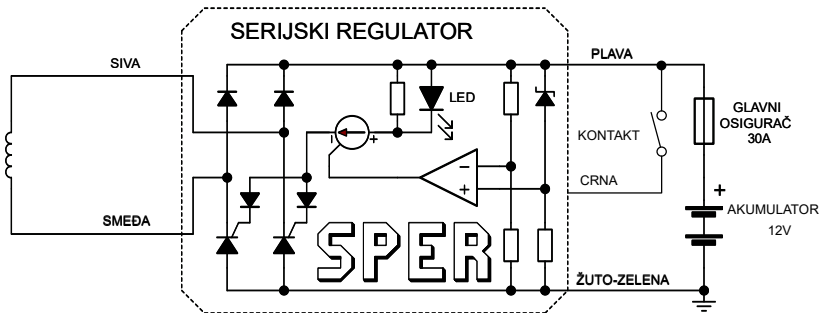 SERIJSKI REGULATOR
SIVA
PLAVA
LED
GLAVNI
OSIGURAČ
30A
KONTAKT
CRNA
SMEĐA
SPER
+
AKUMULATOR
12V
ŽUTO-ZELENA